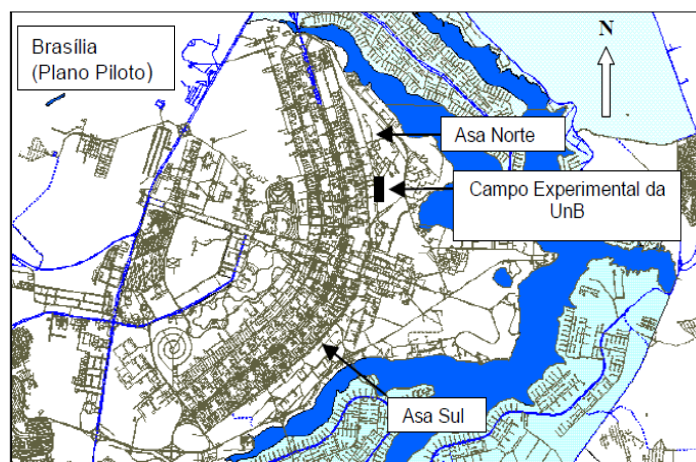 Brasília
(Plano Piloto)
N
Asa Norte
Campo Experimental da
UnB
Asa Sul